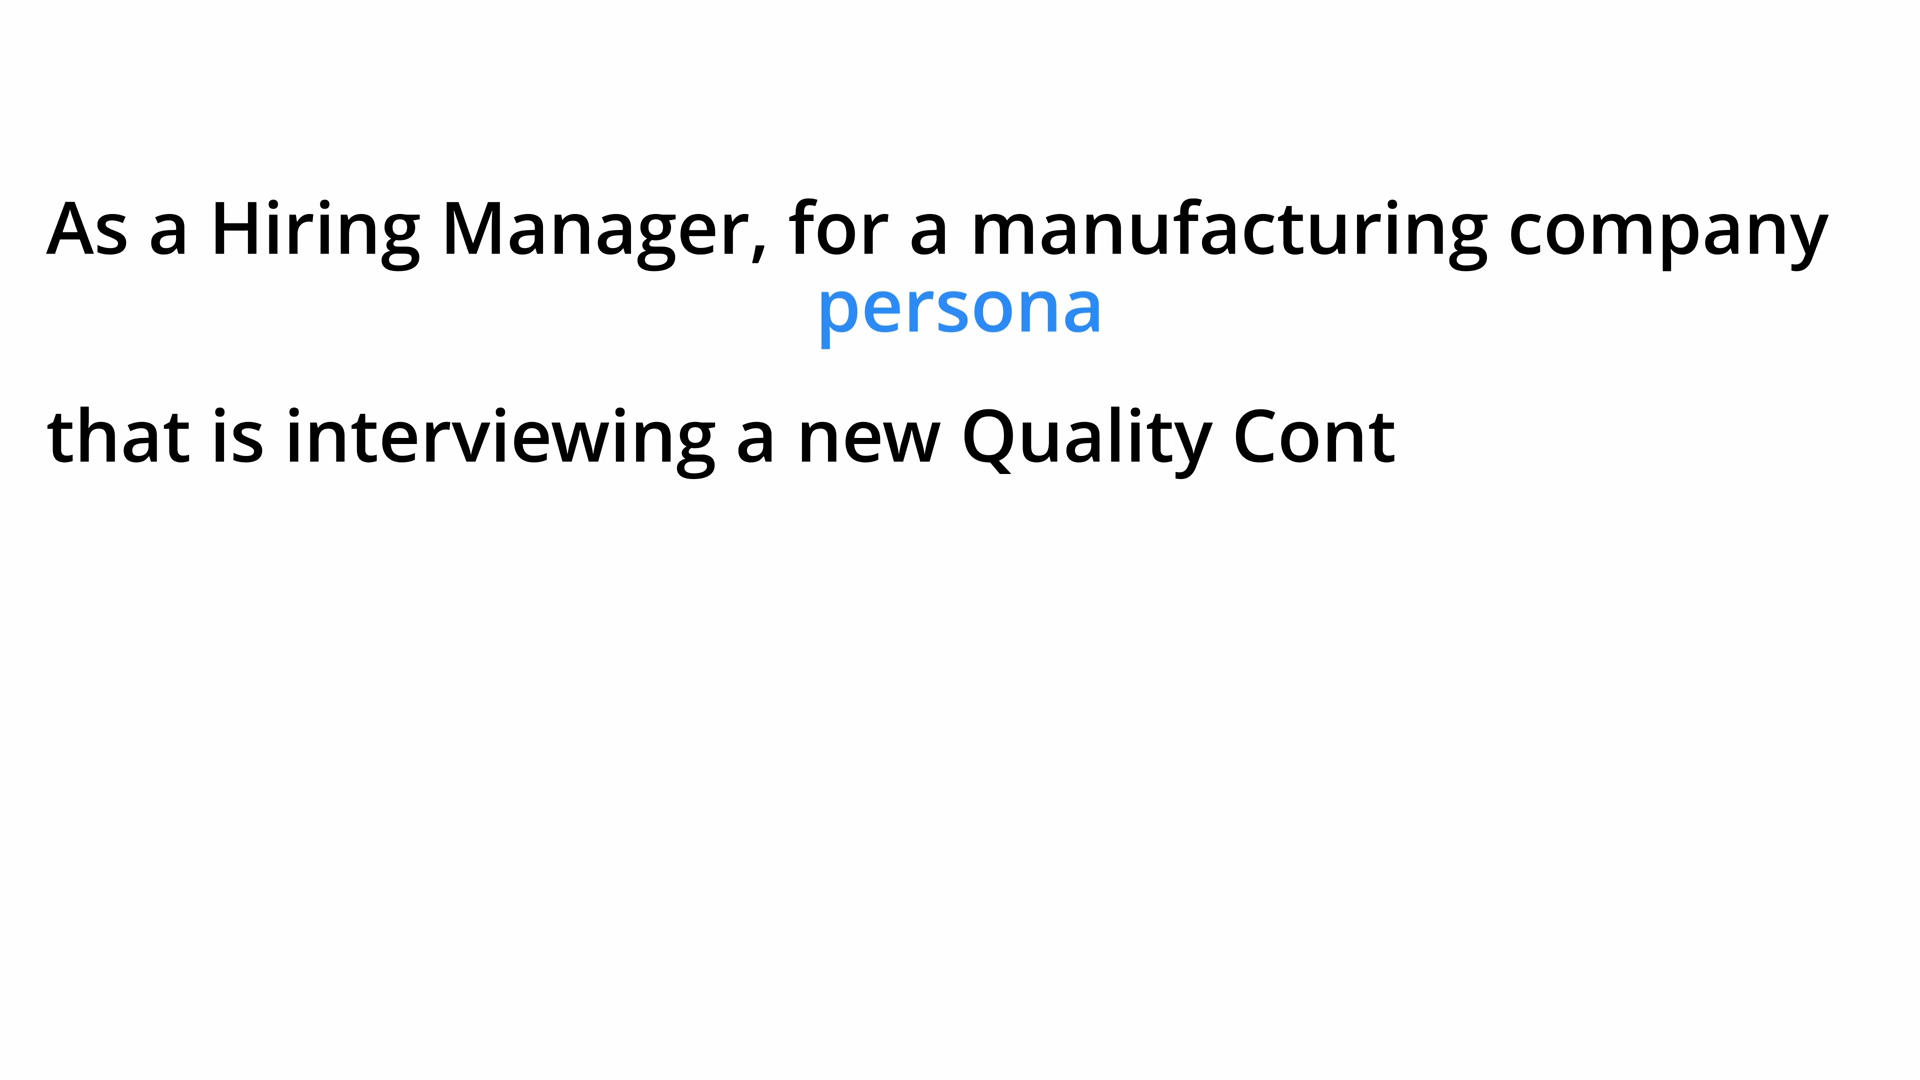 As a Hiring Manager, for a manufacturing company
persona
that is interviewing a new Quality Cont